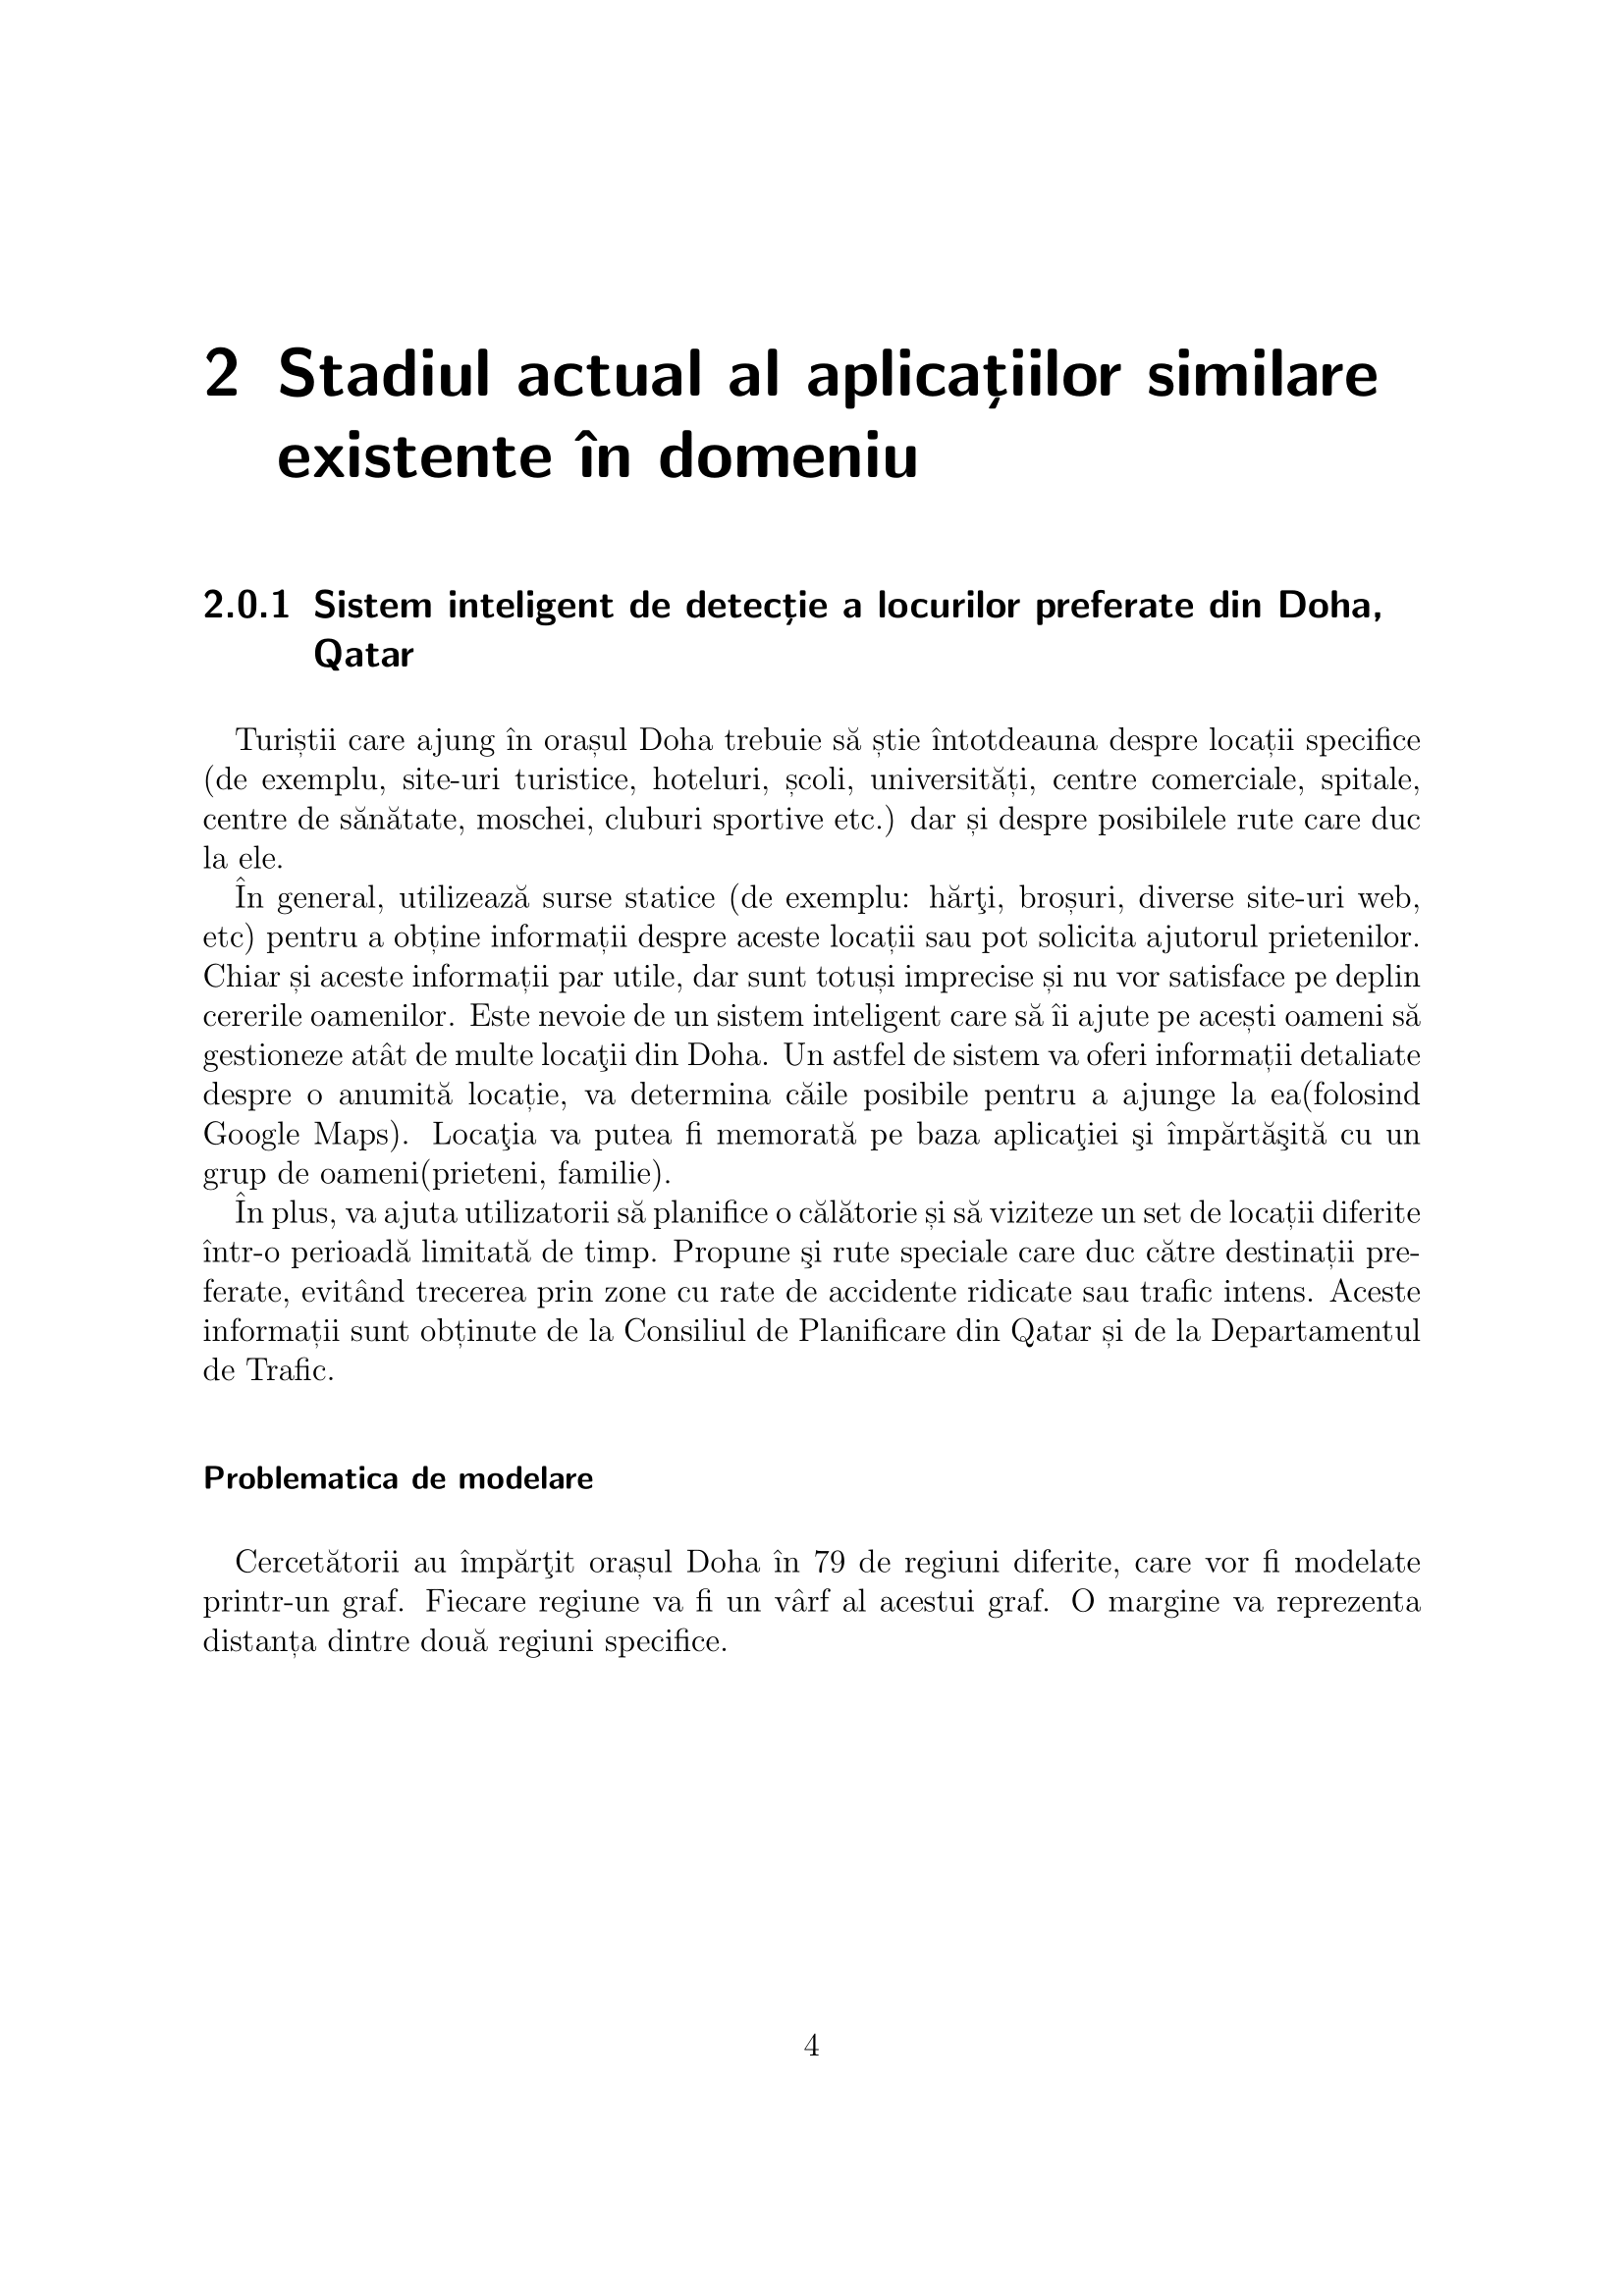 2 Stadiul actual al aplicațiilor similare
existente în domeniu
2.0.1 Sistem inteligent de detecție a locurilor preferate din Doha,
Qatar
Turiștii care ajung în orașul Doha trebuie să știe întotdeauna despre locații specifice
(de exemplu, site-uri turistice, hoteluri, școli, universități, centre comerciale, spitale,
centre de sănătate, moschei, cluburi sportive etc.) dar și despre posibilele rute care duc
la ele.
În general, utilizează surse statice (de exemplu: hărţi, broșuri, diverse site-uri web,
etc) pentru a obține informații despre aceste locații sau pot solicita ajutorul prietenilor.
Chiar și aceste informații par utile, dar sunt totuși imprecise și nu vor satisface pe deplin
cererile oamenilor. Este nevoie de un sistem inteligent care să îi ajute pe acești oameni să
gestioneze atât de multe locaţii din Doha. Un astfel de sistem va oferi informații detaliate
despre o anumită locație, va determina căile posibile pentru a ajunge la ea(folosind
Google Maps). Locaţia va putea fi memorată pe baza aplicaţiei şi împărtăşită cu un
grup de oameni(prieteni, familie).
În plus, va ajuta utilizatorii să planifice o călătorie și să viziteze un set de locații diferite
într-o perioadă limitată de timp. Propune şi rute speciale care duc către destinații pre-
ferate, evitând trecerea prin zone cu rate de accidente ridicate sau trafic intens. Aceste
informații sunt obținute de la Consiliul de Planificare din Qatar și de la Departamentul
de Trafic.
Problematica de modelare
Cercetătorii au împărţit orașul Doha în 79 de regiuni diferite, care vor fi modelate
printr-un graf. Fiecare regiune va fi un vârf al acestui graf. O margine va reprezenta
distanța dintre două regiuni specifice.
4